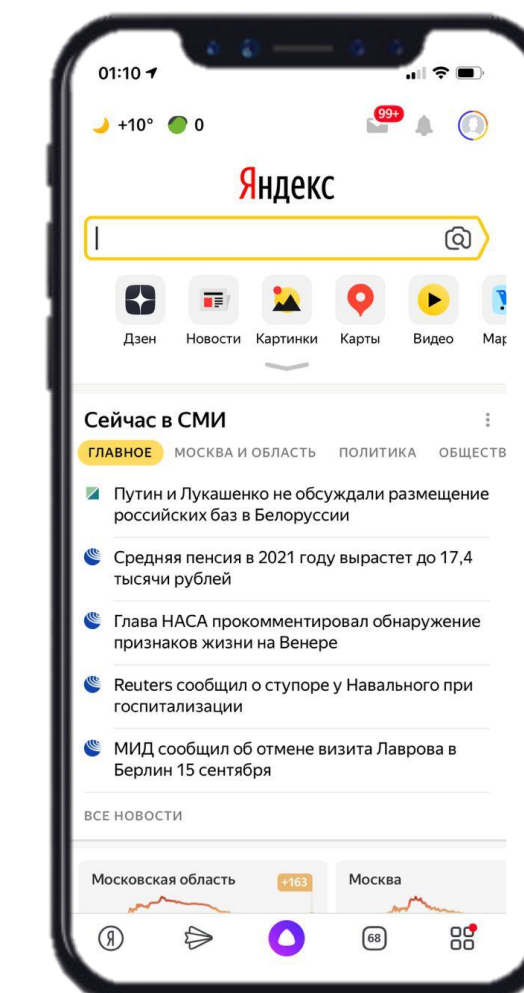 01:10
+10° 0 99+
Яндекс
Дзен Новости Картинки Карты Видео Мар
Сейчас в СМИ
ГЛАВНОЕ МОСКВА И ОБЛАСТЬ ПОЛИТИКА ОБЩЕСТВ
Путин и Лукашенко не обсуждали размещение
российских баз в Белоруссии
Средняя пенсия в 2021 году вырастет до 17,4
тысячи рублей
Глава НАСА прокомментировал обнаружение
признаков жизни на Венере
Reuters сообщил о ступоре у Навального при
госпитализации
МИД сообщил об отмене визита Лаврова в
Берлин 15 сентября
ВСЕ НОВОСТИ
Московская область +163 Москва
Я 68